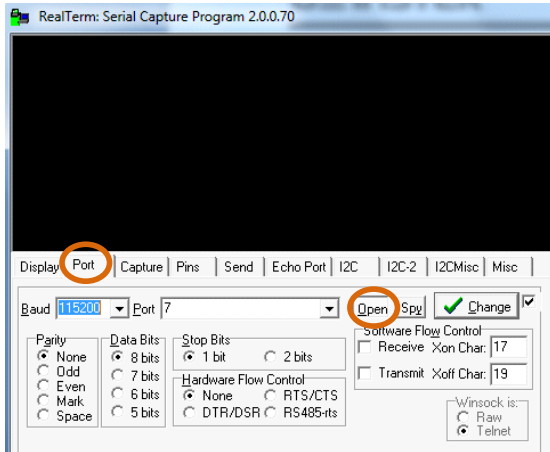 RealTerm: Serial Capture Program 2.0.0.70
Display Port Capture Pins Send Echo Port I2C I2C-2 I2CMisc Misc
Baud 115200 Port 7 Open Spy Change
Parity
None
Odd
Even
Mark
Space
Data Bits
8 bits
7 bits
6 bits
5 bits
Stop Bits
1 bit 2 bits
Hardware Flow Control
None RTS/CTS
DTR/DSR RS485-rts
Software Flow Control
Receive Xon Char: 17
Transmit Xoff Char: 19
Winsock is:
Raw
Telnet